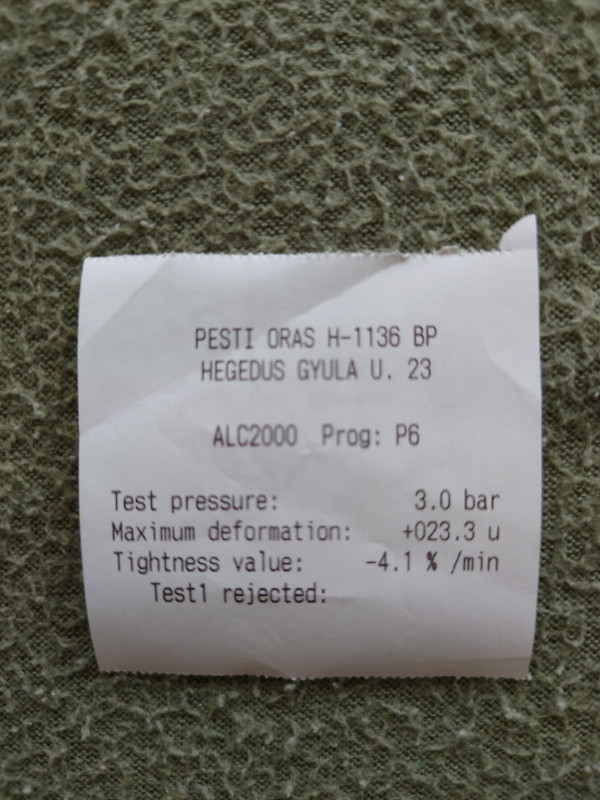 PESTI ORAS H-1136 BP
HEGEDUS GYULA U. 23
ALC2000 Prog: P6
Test pressure: 3.0 bar
Maximum deformation: +023.3 u
Tightness value: -4.1 % /min
Test1 rejected: